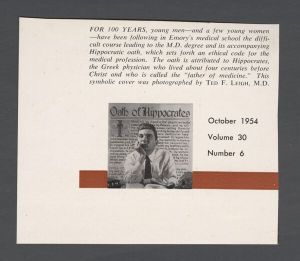 FOR 100 YEARS, young men—and a few young women
—have been following in Emory's medical school the diffi-
cult course leading to the M.D. degree and its accompanying
Hippocratic oath, which sets forth an ethical code for the
medical profession. The oath is attributed to Hippocrates,
the Greek physician who lived about four centuries before
Christ and who is called the "father of medicine." This
symbolic cover was photographed by TED F. LEIGH, M.D.
Oath of Hippocrates
October 1954
Volume 30
Number 6